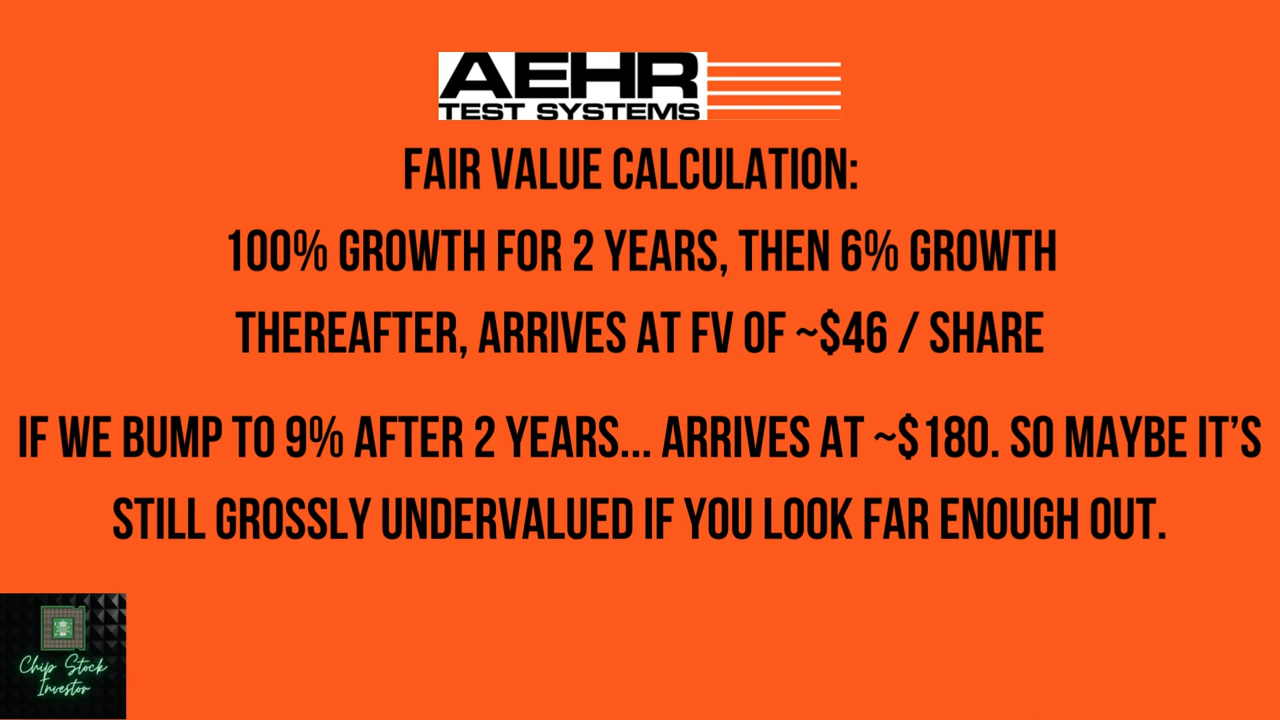 AEHR
TEST SYSTEMS
FAIR VALUE CALCULATION:
100% GROWTH FOR 2 YEARS, THEN 6% GROWTH
THEREAFTER, ARRIVES AT FV OF ~$46 / SHARE
IF WE BUMP TO 9% AFTER 2 YEARS... ARRIVES AT ~$180. SO MAYBE IT’S
STILL GROSSLY UNDERVALUED IF YOU LOOK FAR ENOUGH OUT.
Chip Stock
Investor